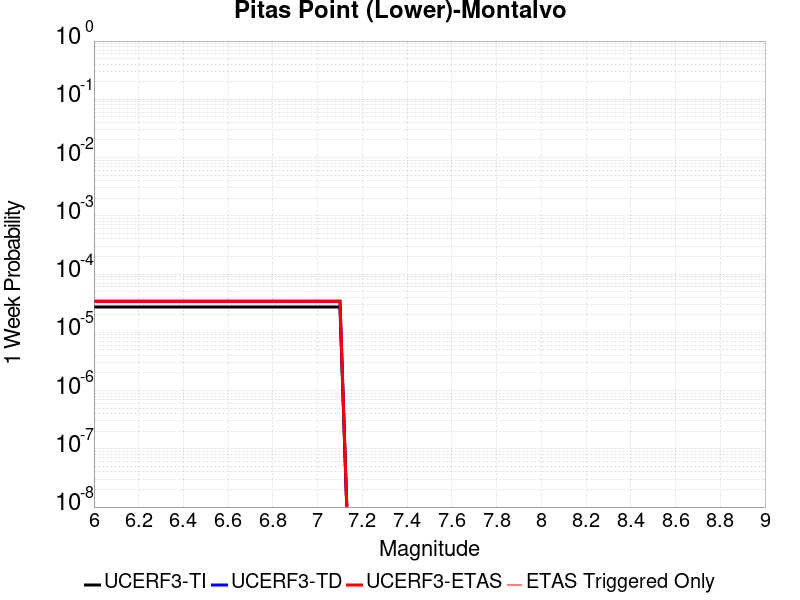 Pitas Point (Lower)-Montalvo
10^0
10^-1
10^-2
10^-3
10^-4
10^-5
10^-6
10^-7
10^-8
1 Week Probability
6 6.2 6.4 6.6 6.8 7 7.2 7.4 7.6 7.8 8 8.2 8.4 8.6 8.8 9
Magnitude
UCERF3-TI UCERF3-TD UCERF3-ETAS ETAS Triggered Only